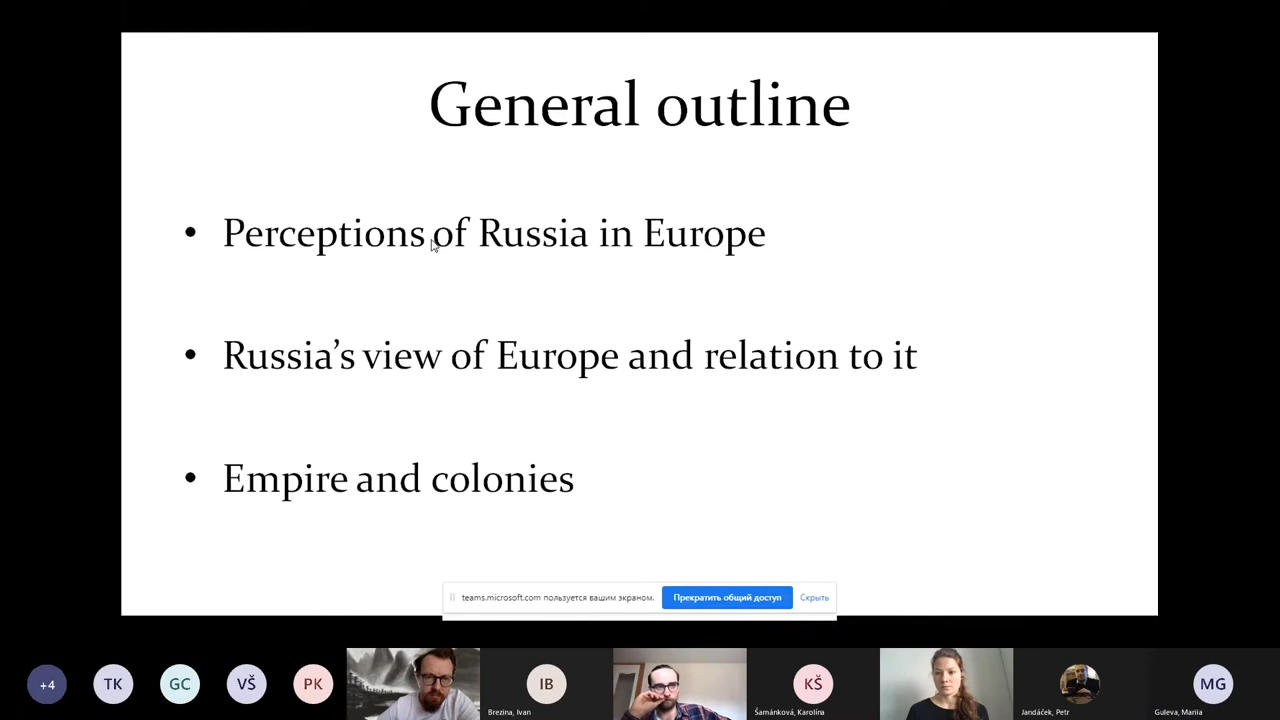 General outline
• Perceptions of Russia in Europe
• Russia's view of Europe and relation to it
• Empire and colonies
teams.microsoft.com пользуется вашим экраном. Прекратить общий доступ Скрыть
+4 TK GC VŠ PK IB KŠ MG
Brezina, Ivan Šamánková, Karolína Jandáček, Petr Guleva, Mariia